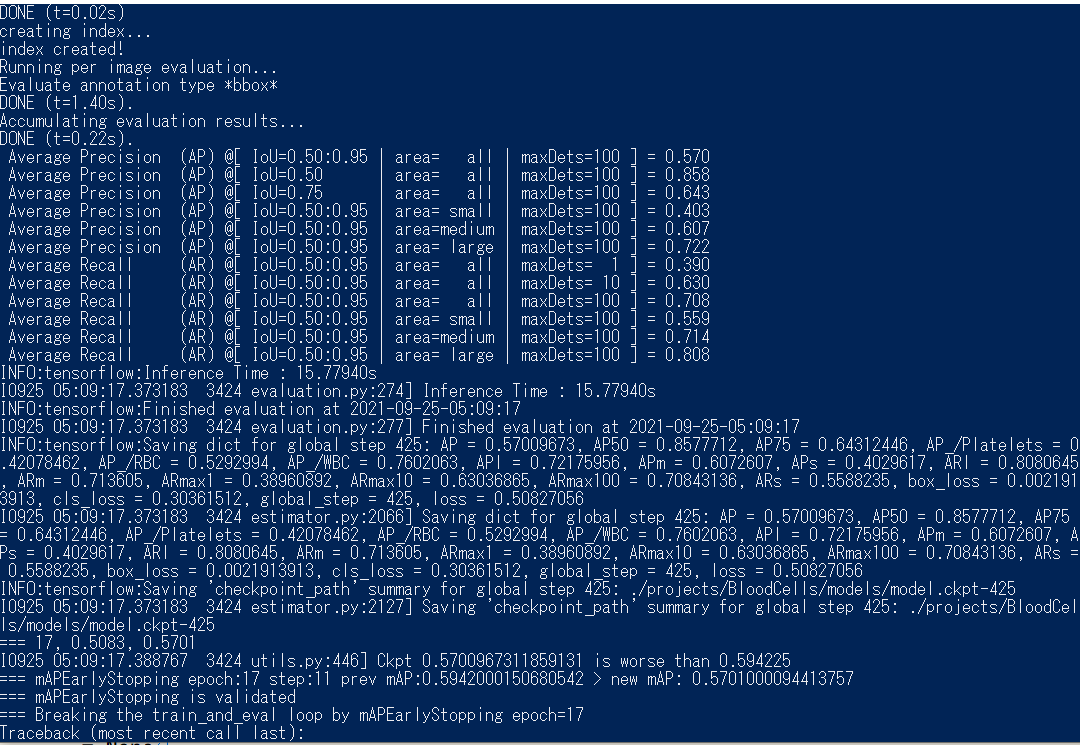 DONE (t=0.02s)
creating index...
index created!
Running per image evaluation...
Evaluate annotation type *bbox*
DONE (t=1.40s).
Accumulating evaluation results...
DONE (t=0.22s).
 Average Precision  (AP) @[ IoU=0.50:0.95 | area=   all | maxDets=100 ] = 0.570
 Average Precision  (AP) @[ IoU=0.50      | area=   all | maxDets=100 ] = 0.858
 Average Precision  (AP) @[ IoU=0.75      | area=   all | maxDets=100 ] = 0.643
 Average Precision  (AP) @[ IoU=0.50:0.95 | area= small | maxDets=100 ] = 0.403
 Average Precision  (AP) @[ IoU=0.50:0.95 | area=medium | maxDets=100 ] = 0.607
 Average Precision  (AP) @[ IoU=0.50:0.95 | area= large | maxDets=100 ] = 0.722
 Average Recall     (AR) @[ IoU=0.50:0.95 | area=   all | maxDets=  1 ] = 0.390
 Average Recall     (AR) @[ IoU=0.50:0.95 | area=   all | maxDets= 10 ] = 0.630
 Average Recall     (AR) @[ IoU=0.50:0.95 | area=   all | maxDets=100 ] = 0.708
 Average Recall     (AR) @[ IoU=0.50:0.95 | area= small | maxDets=100 ] = 0.559
 Average Recall     (AR) @[ IoU=0.50:0.95 | area=medium | maxDets=100 ] = 0.714
 Average Recall     (AR) @[ IoU=0.50:0.95 | area= large | maxDets=100 ] = 0.808
INFO:tensorflow:Inference Time : 15.77940s
I0925 05:09:17.373183  3424 evaluation.py:274] Inference Time : 15.77940s
INFO:tensorflow:Finished evaluation at 2021-09-25-05:09:17
I0925 05:09:17.373183  3424 evaluation.py:277] Finished evaluation at 2021-09-25-05:09:17
INFO:tensorflow:Saving dict for global step 425: AP = 0.57009673, AP50 = 0.8577712, AP75 = 0.64312446, AP_/Platelets = 0
.42078462, AP_/RBC = 0.5292994, AP_/WBC = 0.7602063, APl = 0.72175956, APm = 0.6072607, APs = 0.4029617, ARl = 0.8080645
, ARm = 0.713605, ARmax1 = 0.38960892, ARmax10 = 0.63036865, ARmax100 = 0.70843136, ARs = 0.5588235, box_loss = 0.002191
3913, cls_loss = 0.30361512, global_step = 425, loss = 0.50827056
I0925 05:09:17.373183  3424 estimator.py:2066] Saving dict for global step 425: AP = 0.57009673, AP50 = 0.8577712, AP75
= 0.64312446, AP_/Platelets = 0.42078462, AP_/RBC = 0.5292994, AP_/WBC = 0.7602063, APl = 0.72175956, APm = 0.6072607, A
Ps = 0.4029617, ARl = 0.8080645, ARm = 0.713605, ARmax1 = 0.38960892, ARmax10 = 0.63036865, ARmax100 = 0.70843136, ARs =
 0.5588235, box_loss = 0.0021913913, cls_loss = 0.30361512, global_step = 425, loss = 0.50827056
INFO:tensorflow:Saving 'checkpoint_path' summary for global step 425: ./projects/BloodCells/models/model.ckpt-425
I0925 05:09:17.373183  3424 estimator.py:2127] Saving 'checkpoint_path' summary for global step 425: ./projects/BloodCel
ls/models/model.ckpt-425
=== 17, 0.5083, 0.5701
I0925 05:09:17.388767  3424 utils.py:446] Ckpt 0.5700967311859131 is worse than 0.594225
=== mAPEarlyStopping epoch:17 step:11 prev mAP:0.5942000150680542 > new mAP: 0.5701000094413757
=== mAPEarlyStopping is validated
=== Breaking the train_and_eval loop by mAPEarlyStopping epoch=17
Traceback (most recent call last):